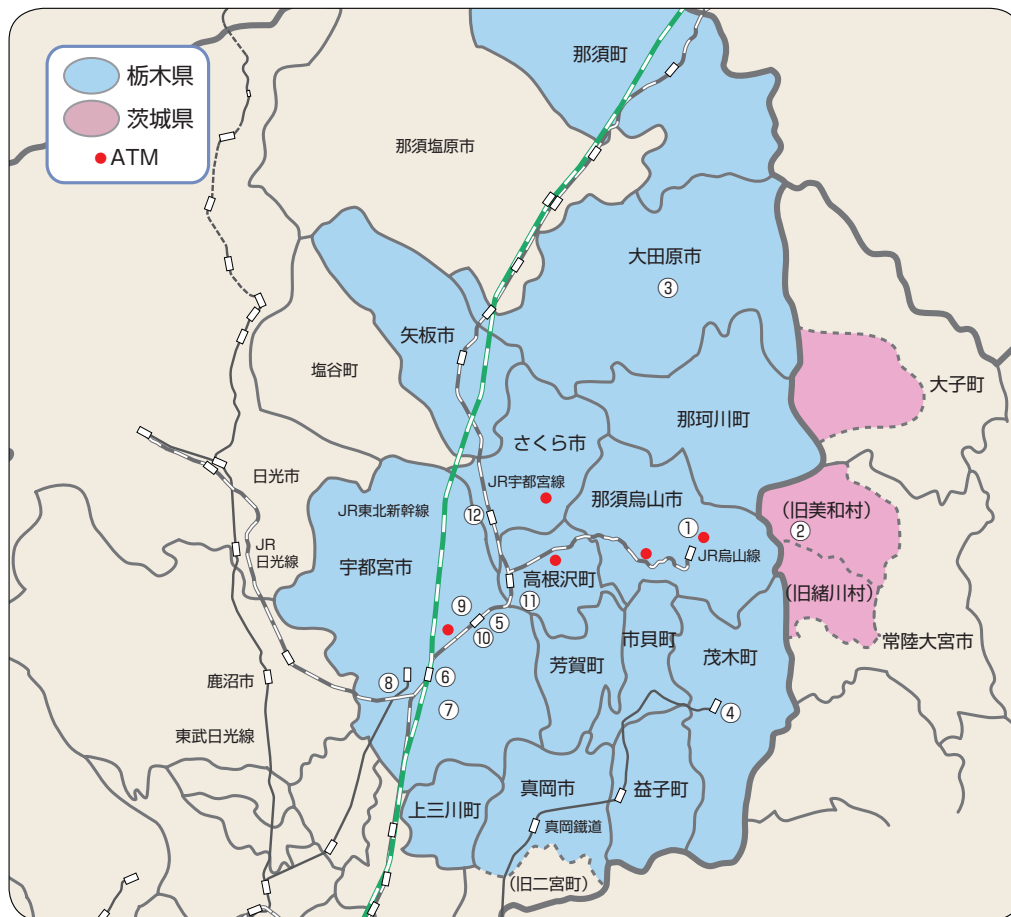 栃木県
茨城県
ATM
那須町
那須塩原市
大田原市
③
矢板市
塩谷町
大子町
那珂川町
さくら市
日光市
JR宇都宮線
那須烏山市
(旧美和村)
JR東北新幹線
⑫
①
②
JR
日光線
JR烏山線
宇都宮市
高根沢町
(旧緒川村)
⑨
⑤
⑪
⑩
市貝町
常陸大宮市
芳賀町
茂木町
鹿沼市
⑧
⑥
⑦
④
東武日光線
真岡市
益子町
上三川町
真岡鐵道
(旧二宮町)